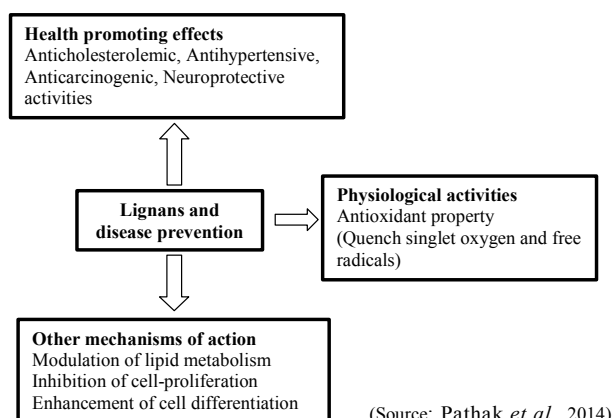 Health promoting effects
Anticholesterolemic, Antihypertensive,
Anticarcinogenic, Neuroprotective
activities
Lignans and
disease prevention
Physiological activities
Antioxidant property
(Quench singlet oxygen and free
radicals)
Other mechanisms of action
Modulation of lipid metabolism
Inhibition of cell-proliferation
Enhancement of cell differentiation
(Source: Pathak et al., 2014)